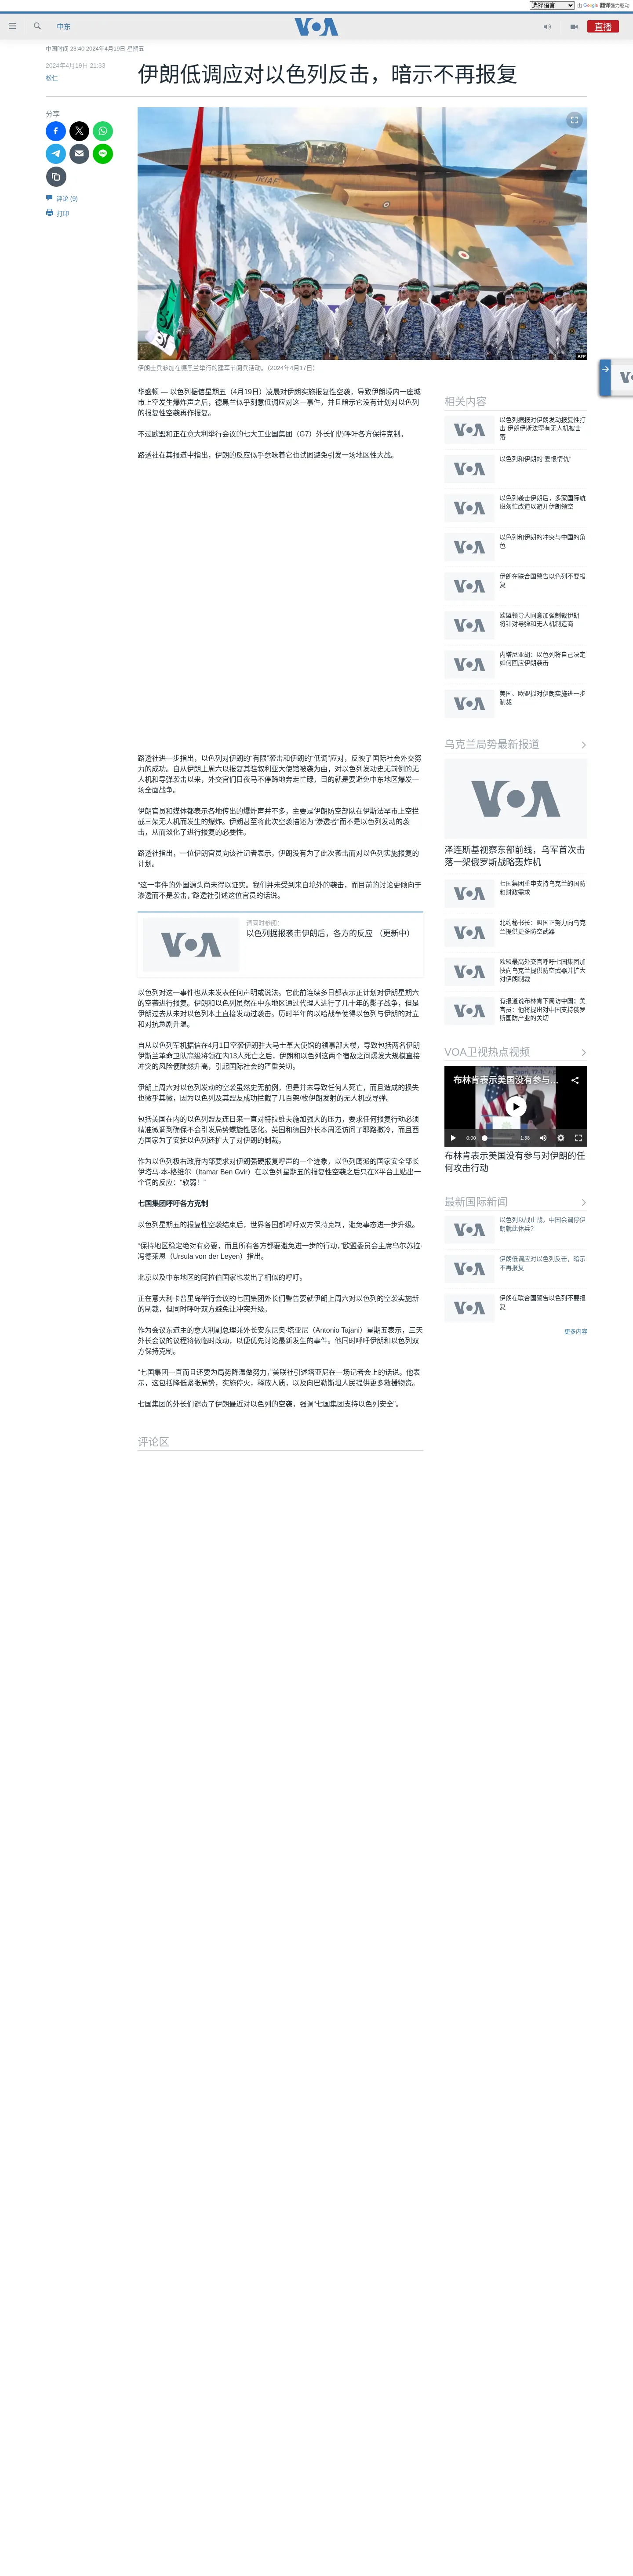 选择语言 由 Google 翻译强力驱动
中东
VOA
直播
中国时间 23:40 2024年4月19日 星期五
2024年4月19日 21:33
松仁
伊朗低调应对以色列反击，暗示不再报复
分享
评论 (9)
打印
AFP
伊朗士兵参加在德黑兰举行的建军节阅兵活动。（2024年4月17日）
华盛顿 — 以色列据信星期五（4月19日）凌晨对伊朗实施报复性空袭，导致伊朗境内一座城
市上空发生爆炸声之后，德黑兰似乎刻意低调应对这一事件，并且暗示它没有计划对以色列
的报复性空袭再作报复。
不过欧盟和正在意大利举行会议的七大工业国集团（G7）外长们仍呼吁各方保持克制。
路透社在其报道中指出，伊朗的反应似乎意味着它也试图避免引发一场地区性大战。
路透社进一步指出，以色列对伊朗的“有限”袭击和伊朗的“低调”应对，反映了国际社会外交努
力的成功。自从伊朗上周六以报复其驻叙利亚大使馆被袭为由，对以色列发动史无前例的无
人机和导弹袭击以来，外交官们日夜马不停蹄地奔走忙碌，目的就是要避免中东地区爆发一
场全面战争。
伊朗官员和媒体都表示各地传出的爆炸声并不多，主要是伊朗防空部队在伊斯法罕市上空拦
截三架无人机而发生的爆炸。伊朗甚至将此次空袭描述为“渗透者”而不是以色列发动的袭
击，从而淡化了进行报复的必要性。
路透社指出，一位伊朗官员向该社记者表示，伊朗没有为了此次袭击而对以色列实施报复的
计划。
“这一事件的外国源头尚未得以证实。我们并未受到来自境外的袭击，而目前的讨论更倾向于
渗透而不是袭击，”路透社引述这位官员的话说。
VOA
请同时参阅：
以色列据报袭击伊朗后，各方的反应 （更新中）
以色列对这一事件也从未发表任何声明或说法。它此前连续多日都表示正计划对伊朗星期六
的空袭进行报复。伊朗和以色列虽然在中东地区通过代理人进行了几十年的影子战争，但是
伊朗过去从未对以色列本土直接发动过袭击。历时半年的以哈战争使得以色列与伊朗的对立
和对抗急剧升温。
自从以色列军机据信在4月1日空袭伊朗驻大马士革大使馆的领事部大楼，导致包括两名伊朗
伊斯兰革命卫队高级将领在内13人死亡之后，伊朗和以色列这两个宿敌之间爆发大规模直接
冲突的风险便陡然升高，引起国际社会的严重关切。
伊朗上周六对以色列发动的空袭虽然史无前例，但是并未导致任何人死亡，而且造成的损失
也微乎其微，因为以色列及其盟友成功拦截了几百架/枚伊朗发射的无人机或导弹。
包括美国在内的以色列盟友连日来一直对特拉维夫施加强大的压力，要求任何报复行动必须
精准微调到确保不会引发局势螺旋性恶化。英国和德国外长本周还访问了耶路撒冷，而且西
方国家为了安抚以色列还扩大了对伊朗的制裁。
作为以色列极右政府内部要求对伊朗强硬报复呼声的一个迹象，以色列鹰派的国家安全部长
伊塔马·本-格维尔（Itamar Ben Gvir）在以色列星期五的报复性空袭之后只在X平台上贴出一
个词的反应：“软弱！”
七国集团呼吁各方克制
以色列星期五的报复性空袭结束后，世界各国都呼吁双方保持克制，避免事态进一步升级。
“保持地区稳定绝对有必要，而且所有各方都要避免进一步的行动，”欧盟委员会主席乌尔苏拉·
冯德莱恩（Ursula von der Leyen）指出。
北京以及中东地区的阿拉伯国家也发出了相似的呼吁。
正在意大利卡普里岛举行会议的七国集团外长们警告要就伊朗上周六对以色列的空袭实施新
的制裁，但同时呼吁双方避免让冲突升级。
作为会议东道主的意大利副总理兼外长安东尼奥·塔亚尼（Antonio Tajani）星期五表示，三天
外长会议的议程将做临时改动，以便优先讨论最新发生的事件。他同时呼吁伊朗和以色列双
方保持克制。
“七国集团一直而且还要为局势降温做努力，”美联社引述塔亚尼在一场记者会上的话说。他表
示，这包括降低紧张局势，实施停火，释放人质，以及向巴勒斯坦人民提供更多救援物资。
七国集团的外长们谴责了伊朗最近对以色列的空袭，强调“七国集团支持以色列安全”。
评论区
相关内容
VOA
以色列据报对伊朗发动报复性打
击 伊朗伊斯法罕有无人机被击
落
VOA
以色列和伊朗的“爱恨情仇”
VOA
以色列袭击伊朗后，多家国际航
班匆忙改道以避开伊朗领空
VOA
以色列和伊朗的冲突与中国的角
色
VOA
伊朗在联合国警告以色列不要报
复
VOA
欧盟领导人同意加强制裁伊朗
将针对导弹和无人机制造商
VOA
内塔尼亚胡：以色列将自己决定
如何回应伊朗袭击
VOA
美国、欧盟拟对伊朗实施进一步
制裁
乌克兰局势最新报道
VOA
泽连斯基视察东部前线，乌军首次击
落一架俄罗斯战略轰炸机
VOA
七国集团重申支持乌克兰的国防
和财政需求
VOA
北约秘书长：盟国正努力向乌克
兰提供更多防空武器
VOA
欧盟最高外交官呼吁七国集团加
快向乌克兰提供防空武器并扩大
对伊朗制裁
VOA
有报道谈布林肯下周访中国；美
官员：他将提出对中国支持俄罗
斯国防产业的关切
VOA卫视热点视频
布林肯表示美国没有参与...
0:00 1:38
布林肯表示美国没有参与对伊朗的任
何攻击行动
最新国际新闻
VOA
以色列以战止战，中国会调停伊
朗就此休兵?
VOA
伊朗低调应对以色列反击，暗示
不再报复
VOA
伊朗在联合国警告以色列不要报
复
更多内容